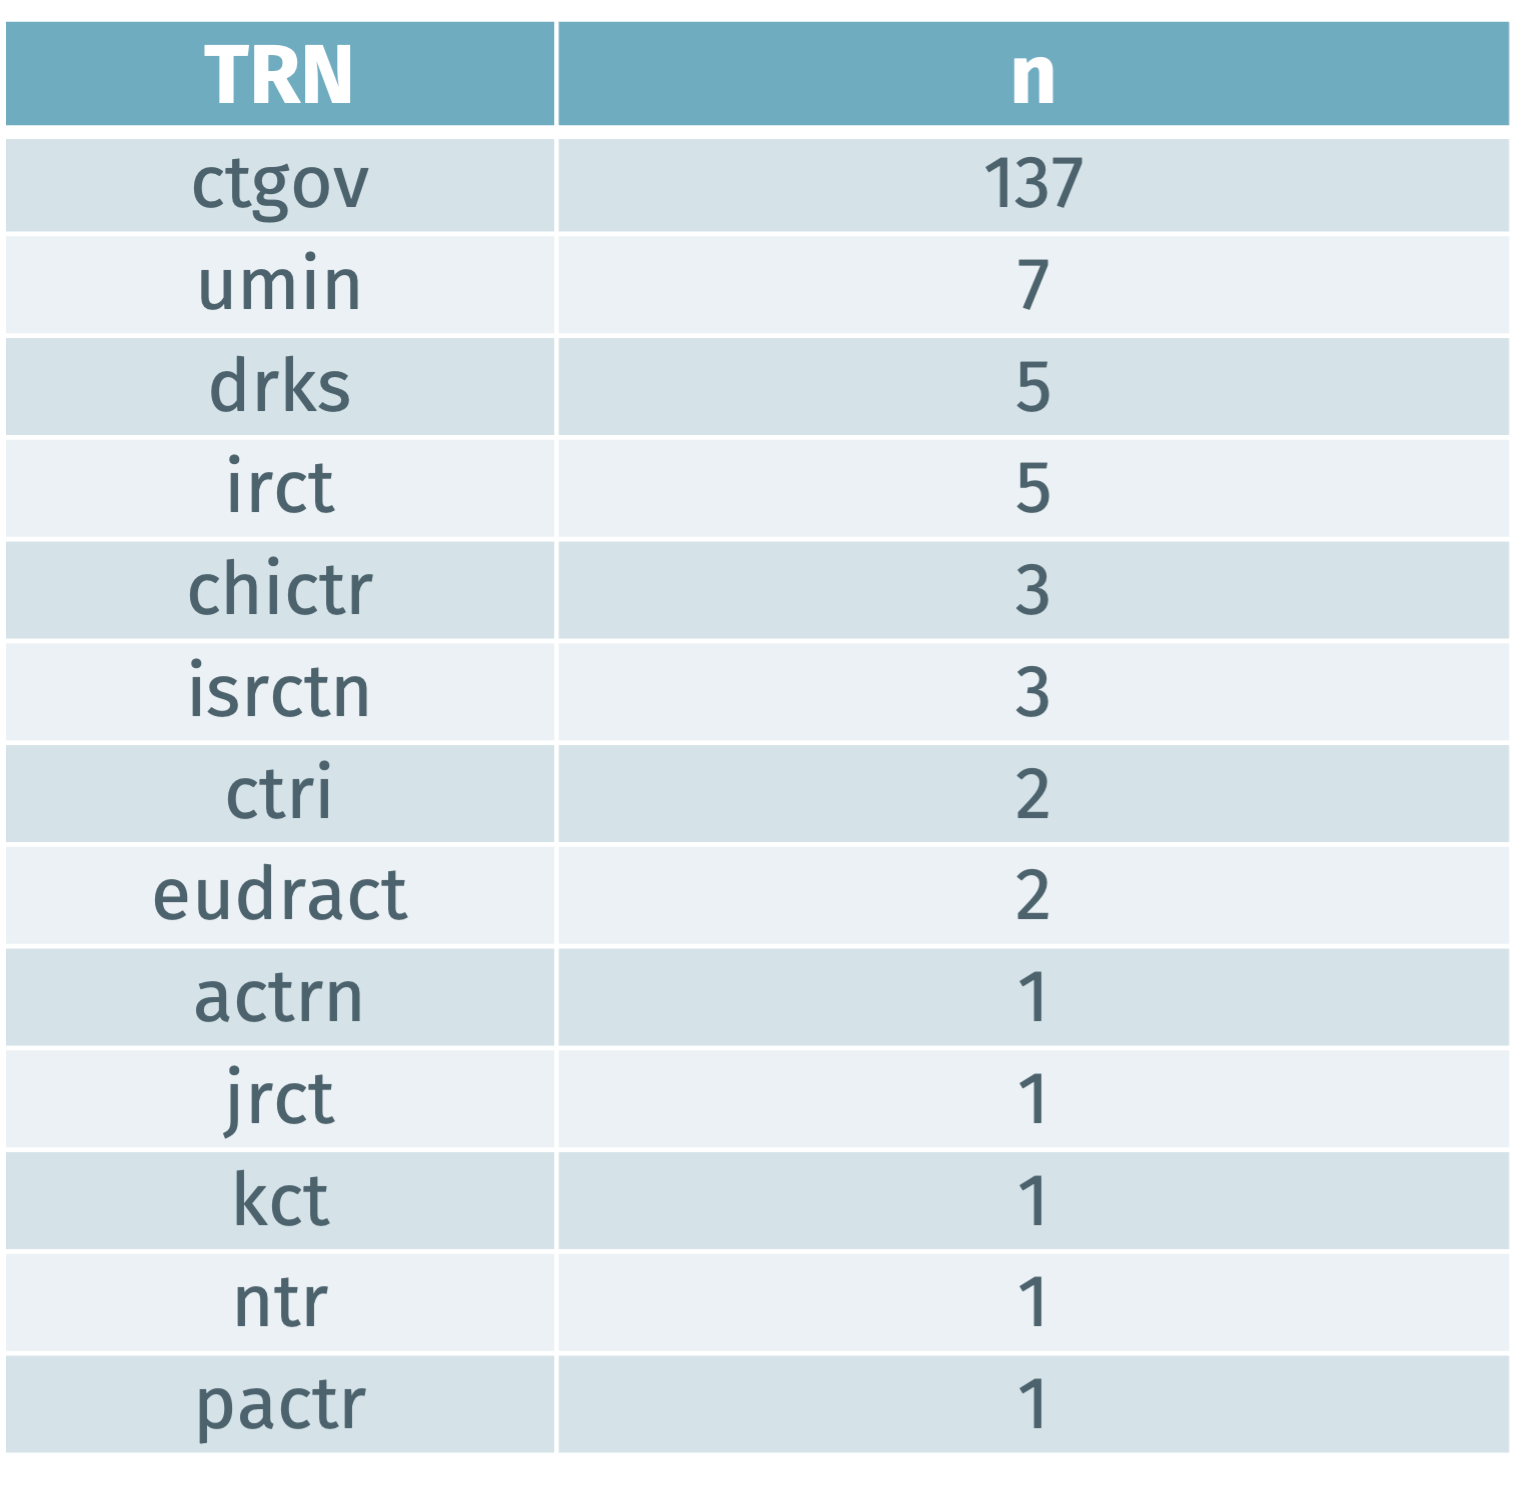 TRN n
ctgov 137
umin 7
drks 5
irct 5
chictr 3
isrctn 3
ctri 2
eudract 2
actrn 1
jrct 1
kct 1
ntr 1
pactr 1